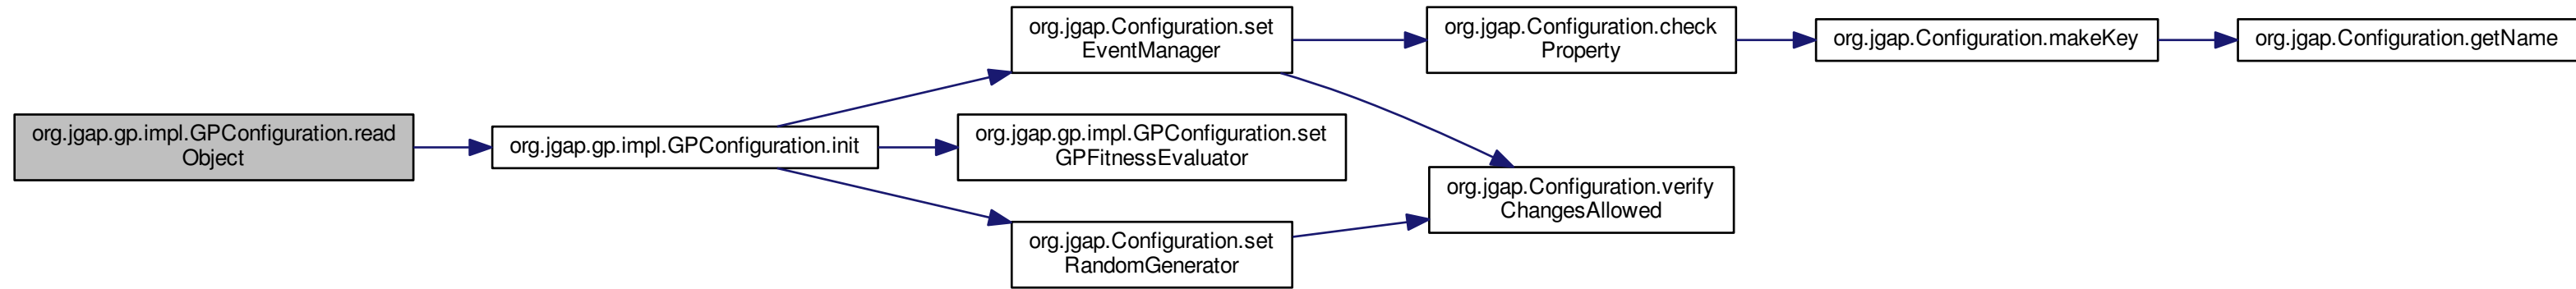 org.jgap.gp.impl.GPConfiguration.read
Object
org.jgap.gp.impl.GPConfiguration.init
org.jgap.Configuration.set
EventManager
org.jgap.gp.impl.GPConfiguration.set
GPFitnessEvaluator
org.jgap.Configuration.set
RandomGenerator
org.jgap.Configuration.check
Property
org.jgap.Configuration.verify
ChangesAllowed
org.jgap.Configuration.makeKey
org.jgap.Configuration.getName